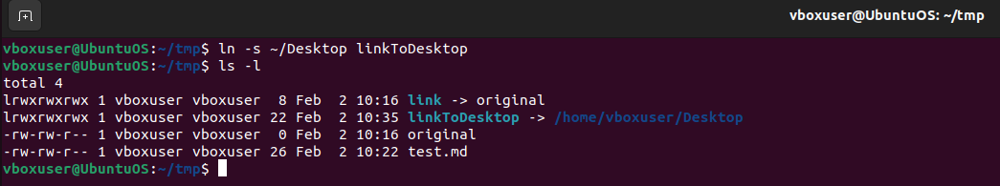 vboxuser@UbuntuOS: ~/tmp
vboxuser@UbuntuOS:~/tmp$ ln -s ~/Desktop linkToDesktop
vboxuser@UbuntuOS:~/tmp$ ls -l
total 4
lrwxrwxrwx 1 vboxuser vboxuser  8 Feb  2 10:16 link -> original
lrwxrwxrwx 1 vboxuser vboxuser 22 Feb  2 10:35 linkToDesktop -> /home/vboxuser/Desktop
-rw-rw-r-- 1 vboxuser vboxuser  0 Feb  2 10:16 original
-rw-rw-r-- 1 vboxuser vboxuser 26 Feb  2 10:22 test.md
vboxuser@UbuntuOS:~/tmp$